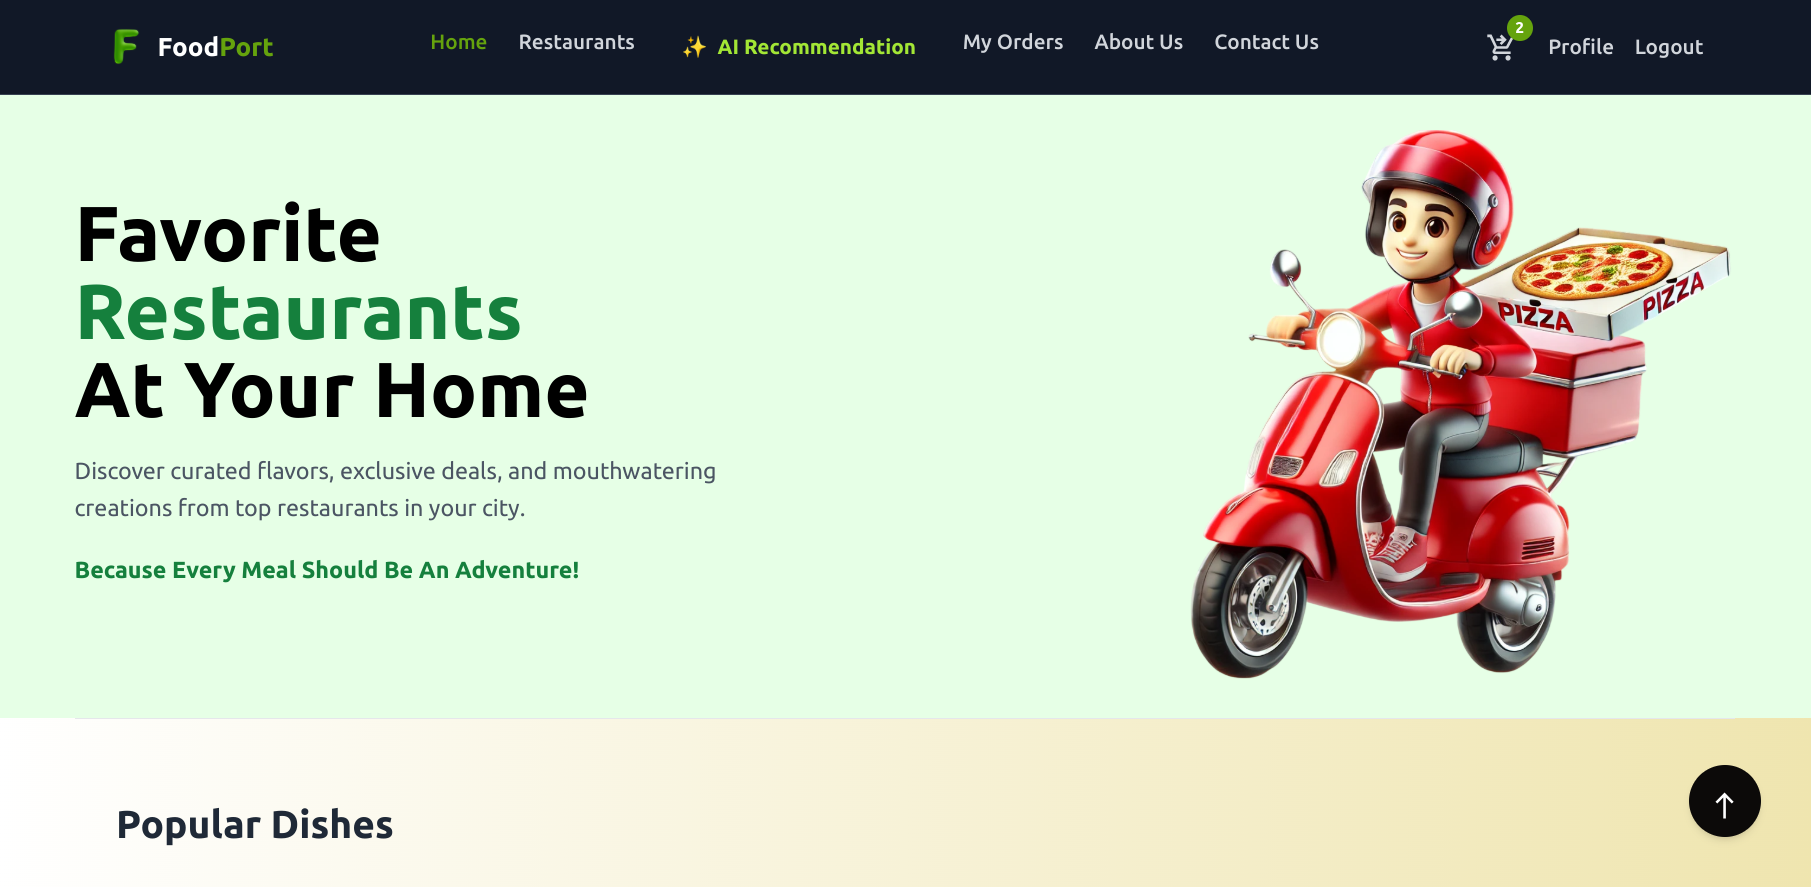 FoodPort
Home
Restaurants
✨ AI Recommendation
My Orders
About Us
Contact Us
2
Profile
Logout
Favorite
Restaurants
At Your Home
Discover curated flavors, exclusive deals, and mouthwatering
creations from top restaurants in your city.
Because Every Meal Should Be An Adventure!
PIZZA
PIZZA
Popular Dishes